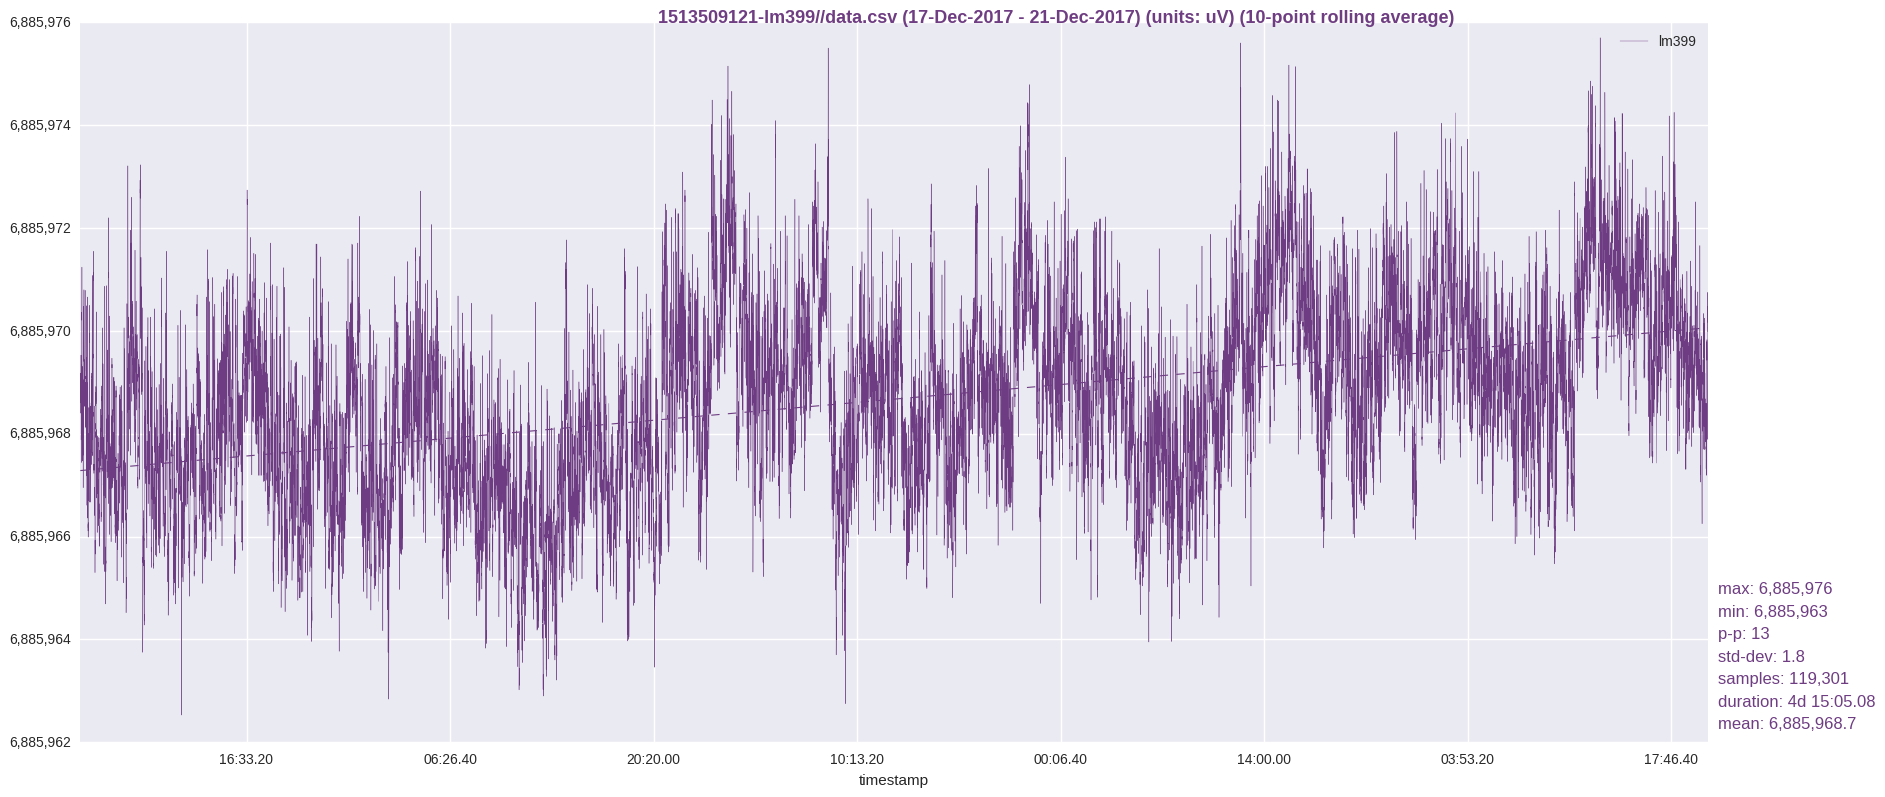 1513509121-lm399//data.csv (17-Dec-2017 - 21-Dec-2017) (units: uV) (10-point rolling average)
lm399
6,885,976
6,885,974
6,885,972
6,885,970
6,885,968
6,885,966
6,885,964
6,885,962
max: 6,885,976
min: 6,885,963
p-p: 13
std-dev: 1.8
samples: 119,301
duration: 4d 15:05.08
mean: 6,885,968.7
16:33.20 06:26.40 20:20.00 10:13.20 00:06.40 14:00.00 03:53.20 17:46.40
timestamp